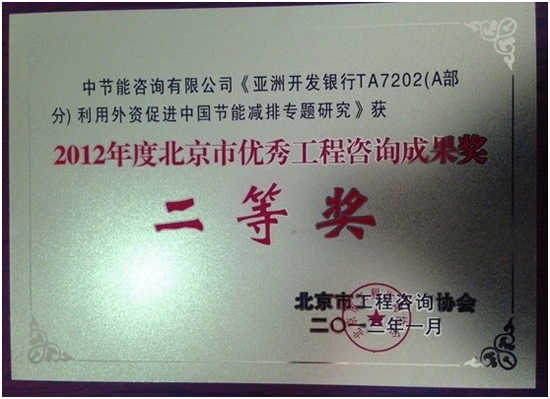 中节能咨询有限公司《亚洲开发银行TA7202(A部
分)利用外资促进中国节能减排专题研究》获
2012年度北京市优秀工程咨询成果奖
二等奖
北京市工程咨询协会
二〇一三年一月